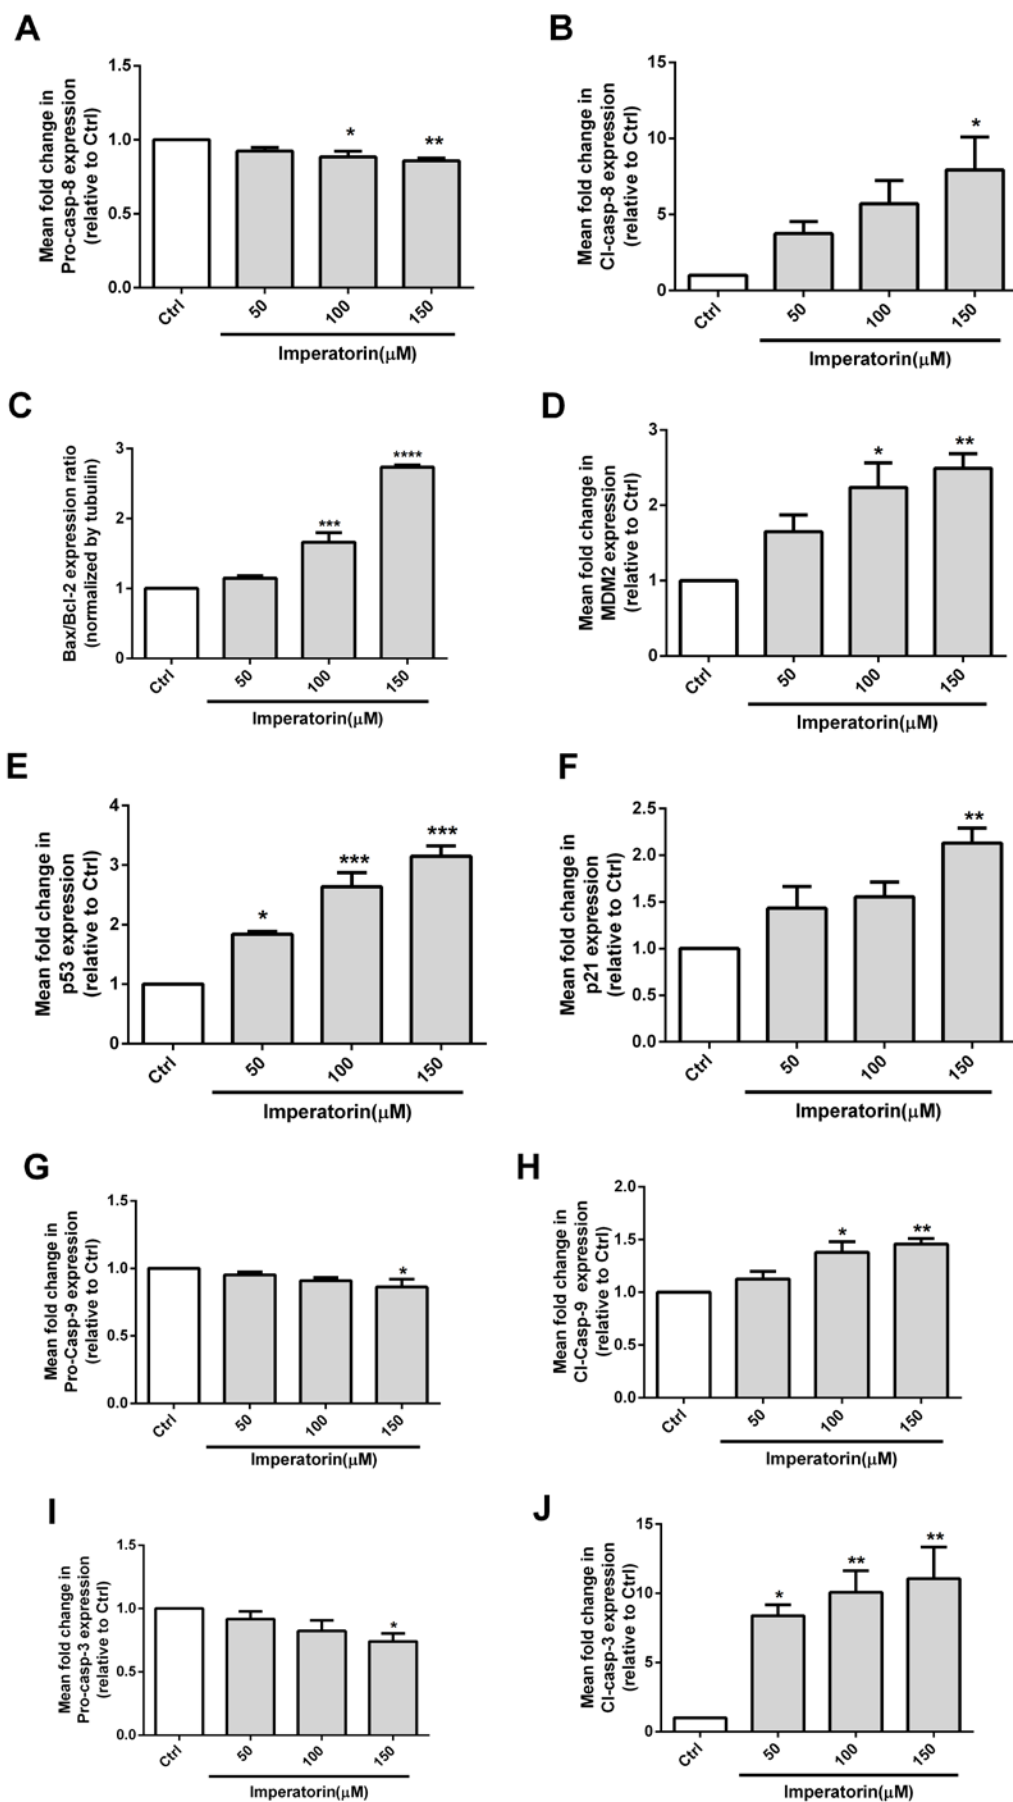 A
Mean fold change in
Pro-casp-8 expression
(relative to Ctrl)
1.5
1.0
0.5
0.0
*
**
Ctrl
50
100
150
Imperatorin(μM)
B
Mean fold change in
Cl-casp-8 expression
(relative to Ctrl)
15
10
5
0
*
Ctrl
50
100
150
Imperatorin(μM)
C
Bax/Bcl-2 expression ratio
(normalized by tubulin)
3
2
1
0
***
****
Ctrl
50
100
150
Imperatorin(μM)
D
Mean fold change in
MDM2 expression
(relative to Ctrl)
3
2
1
0
*
**
Ctrl
50
100
150
Imperatorin(μM)
E
Mean fold change in
p53 expression
(relative to Ctrl)
4
3
2
1
0
*
***
***
Ctrl
50
100
150
Imperatorin(μM)
F
Mean fold change in
p21 expression
(relative to Ctrl)
2.5
2.0
1.5
1.0
0.5
0.0
**
Ctrl
50
100
150
Imperatorin(μM)
G
Mean fold change in
Pro-Casp-9 expression
(relative to Ctrl)
1.5
1.0
0.5
0.0
*
Ctrl
50
100
150
Imperatorin(μM)
H
Mean fold change in
Cl-Casp-9 expression
(relative to Ctrl)
2.0
1.5
1.0
0.5
0.0
*
**
Ctrl
50
100
150
Imperatorin(μM)
I
Mean fold change in
Pro-casp-3 expression
(relative to Ctrl)
1.5
1.0
0.5
0.0
*
Ctrl
50
100
150
Imperatorin(μM)
J
Mean fold change in
Cl-casp-3 expression
(relative to Ctrl)
15
10
5
0
*
**
**
Ctrl
50
100
150
Imperatorin(μM)